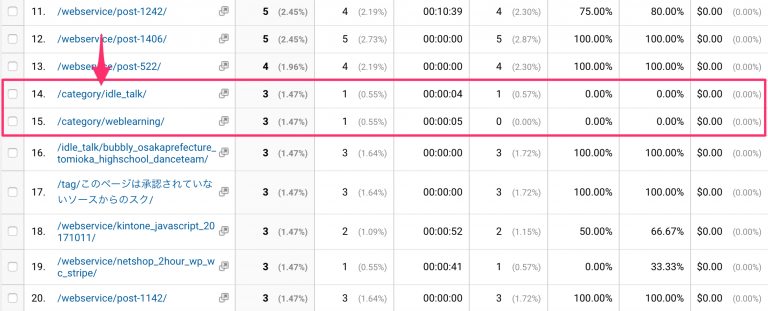 11. /webservice/post-1242/ 5 (2.45%) 4 (2.19%) 00:10:39 4 (2.30%) 75.00% 80.00% $0.00 (0.00%)
12. /webservice/post-1406/ 5 (2.45%) 5 (2.73%) 00:00:00 5 (2.87%) 100.00% 100.00% $0.00 (0.00%)
13. /webservice/post-522/ 4 (1.96%) 4 (2.19%) 00:00:00 4 (2.30%) 100.00% 100.00% $0.00 (0.00%)
14. /category/idle_talk/ 3 (1.47%) 1 (0.55%) 00:00:04 1 (0.57%) 0.00% 0.00% $0.00 (0.00%)
15. /category/weblearning/ 3 (1.47%) 1 (0.55%) 00:00:05 0 (0.00%) 0.00% 0.00% $0.00 (0.00%)
16. /idle_talk/bubbly_osakaprefecture_
tomioka_highschool_danceteam/ 3 (1.47%) 3 (1.64%) 00:00:00 3 (1.72%) 100.00% 100.00% $0.00 (0.00%)
17. /tag/このページは承認されていな
いソースからのスク/ 3 (1.47%) 3 (1.64%) 00:00:00 3 (1.72%) 100.00% 100.00% $0.00 (0.00%)
18. /webservice/kintone_javascript_20
171011/ 3 (1.47%) 2 (1.09%) 00:00:52 2 (1.15%) 50.00% 66.67% $0.00 (0.00%)
19. /webservice/netshop_2hour_wp_w
c_stripe/ 3 (1.47%) 1 (0.55%) 00:00:41 1 (0.57%) 0.00% 33.33% $0.00 (0.00%)
20. /webservice/post-1142/ 3 (1.47%) 3 (1.64%) 00:00:00 3 (1.72%) 100.00% 100.00% $0.00 (0.00%)